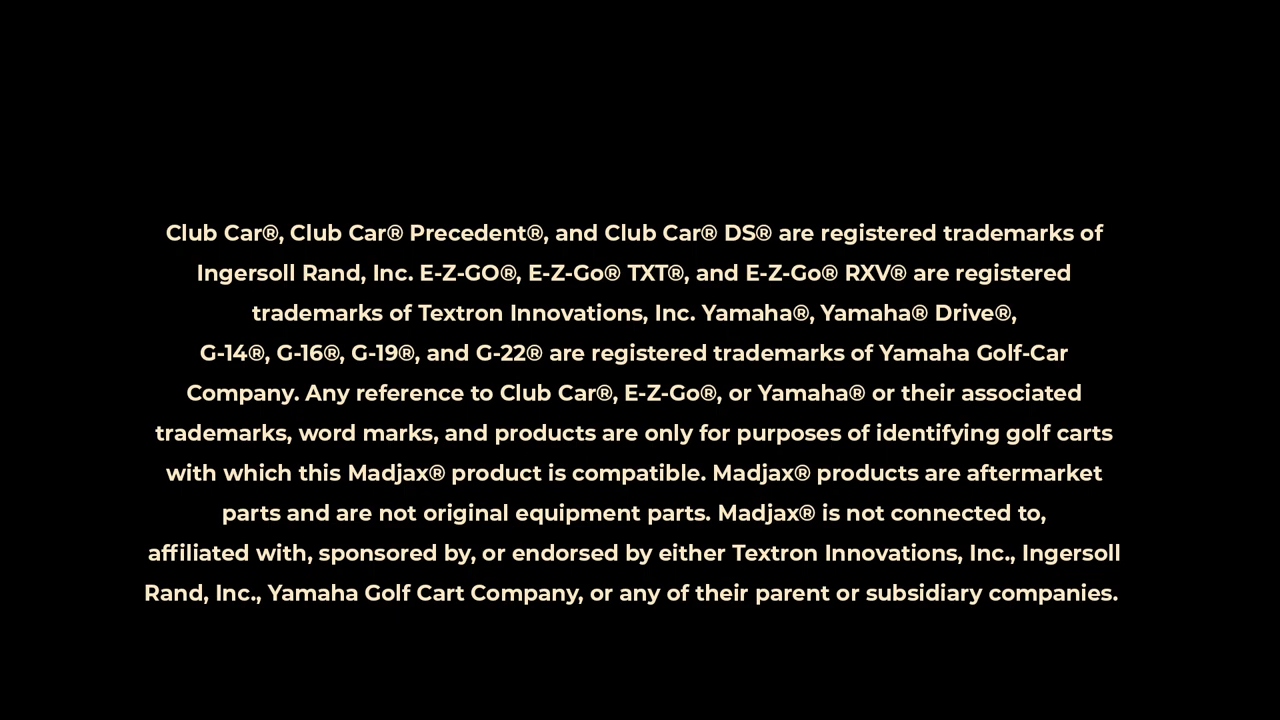 Club Car®, Club Car® Precedent®, and Club Car® DS® are registered trademarks of
Ingersoll Rand, Inc. E-Z-GO®, E-Z-Go® TXT®, and E-Z-Go® RXV® are registered
trademarks of Textron Innovations, Inc. Yamaha®, Yamaha® Drive®,
G-14®, G-16®, G-19®, and G-22® are registered trademarks of Yamaha Golf-Car
Company. Any reference to Club Car®, E-Z-Go®, or Yamaha® or their associated
trademarks, word marks, and products are only for purposes of identifying golf carts
with which this Madjax® product is compatible. Madjax® products are aftermarket
parts and are not original equipment parts. Madjax® is not connected to,
affiliated with, sponsored by, or endorsed by either Textron Innovations, Inc., Ingersoll
Rand, Inc., Yamaha Golf Cart Company, or any of their parent or subsidiary companies.